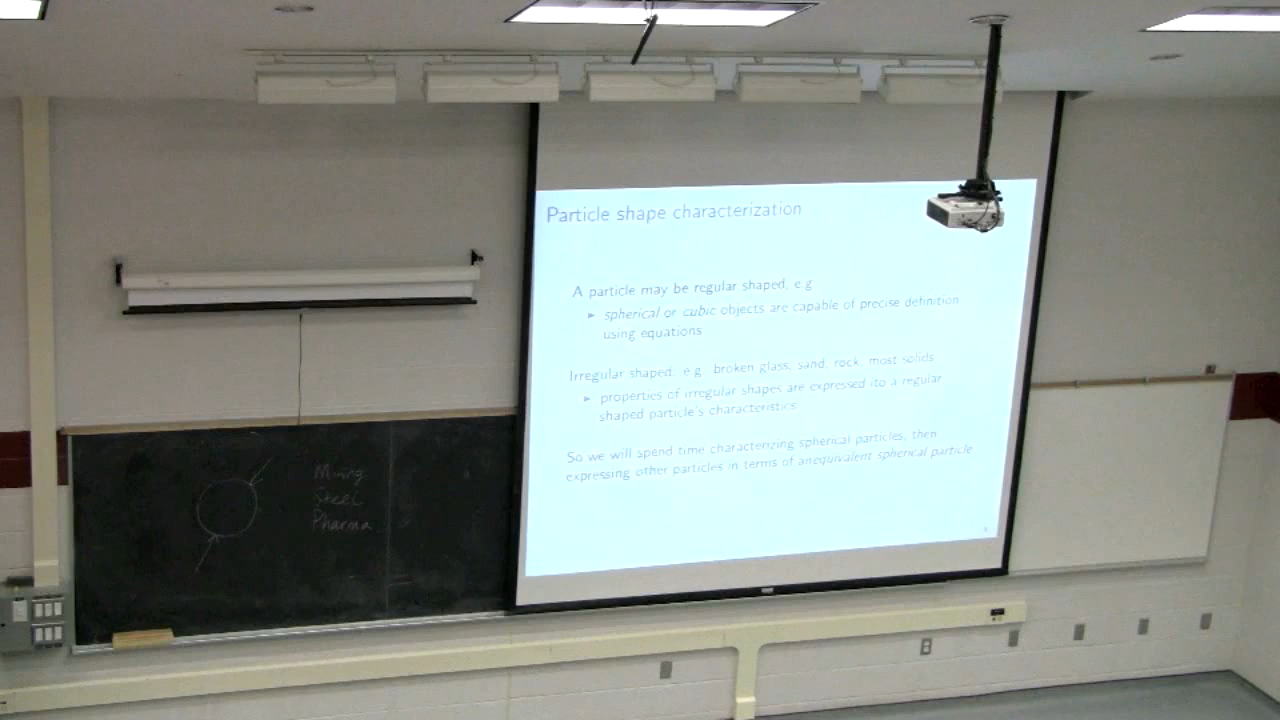 Particle shape characterization
A particle may be regular shaped, e.g
▶ spherical or cubic objects are capable of precise definition
using equations
Irregular shaped: e.g. broken glass, sand, rock, most solids
▶ properties of irregular shapes are expressed ito a regular
shaped particle's characteristics
So we will spend time characterizing spherical particles, then
expressing other particles in terms of an equivalent spherical particle
Mining
Steel
Pharma